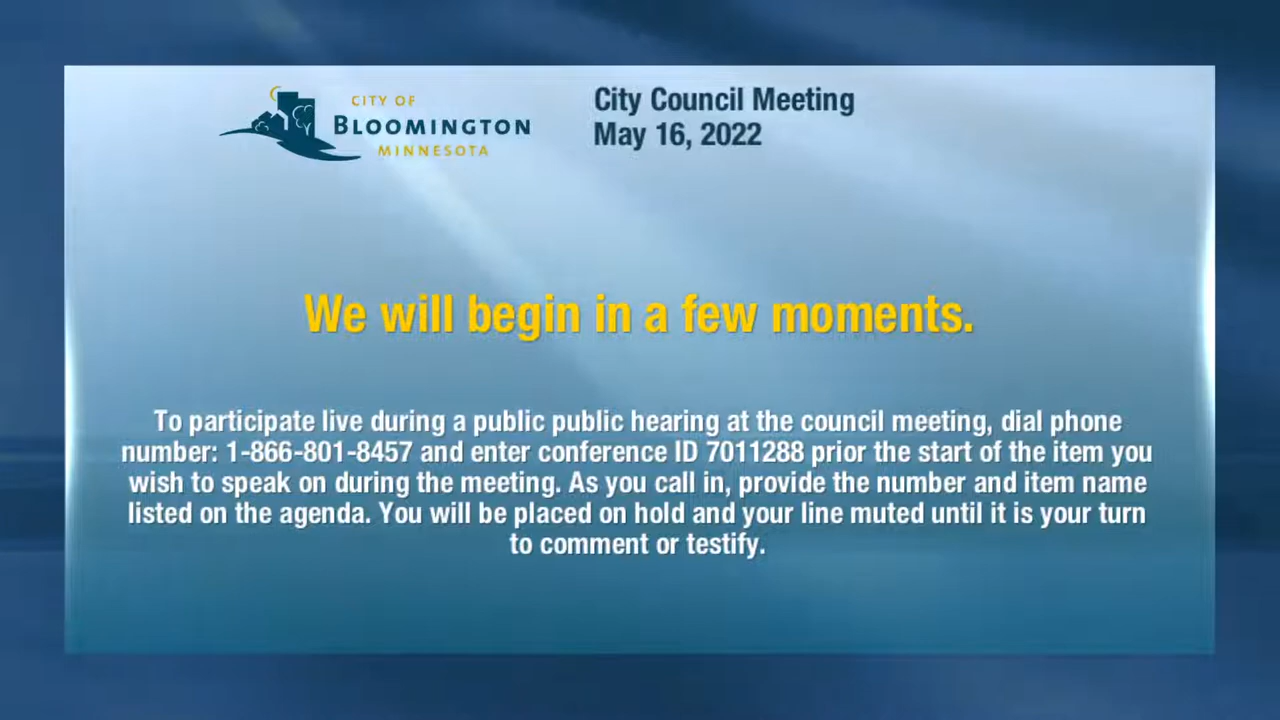 CITY OF
BLOOMINGTON
MINNESOTA
City Council Meeting
May 16, 2022
We will begin in a few moments.
To participate live during a public public hearing at the council meeting, dial phone
number: 1-866-801-8457 and enter conference ID 7011288 prior the start of the item you
wish to speak on during the meeting. As you call in, provide the number and item name
listed on the agenda. You will be placed on hold and your line muted until it is your turn
to comment or testify.